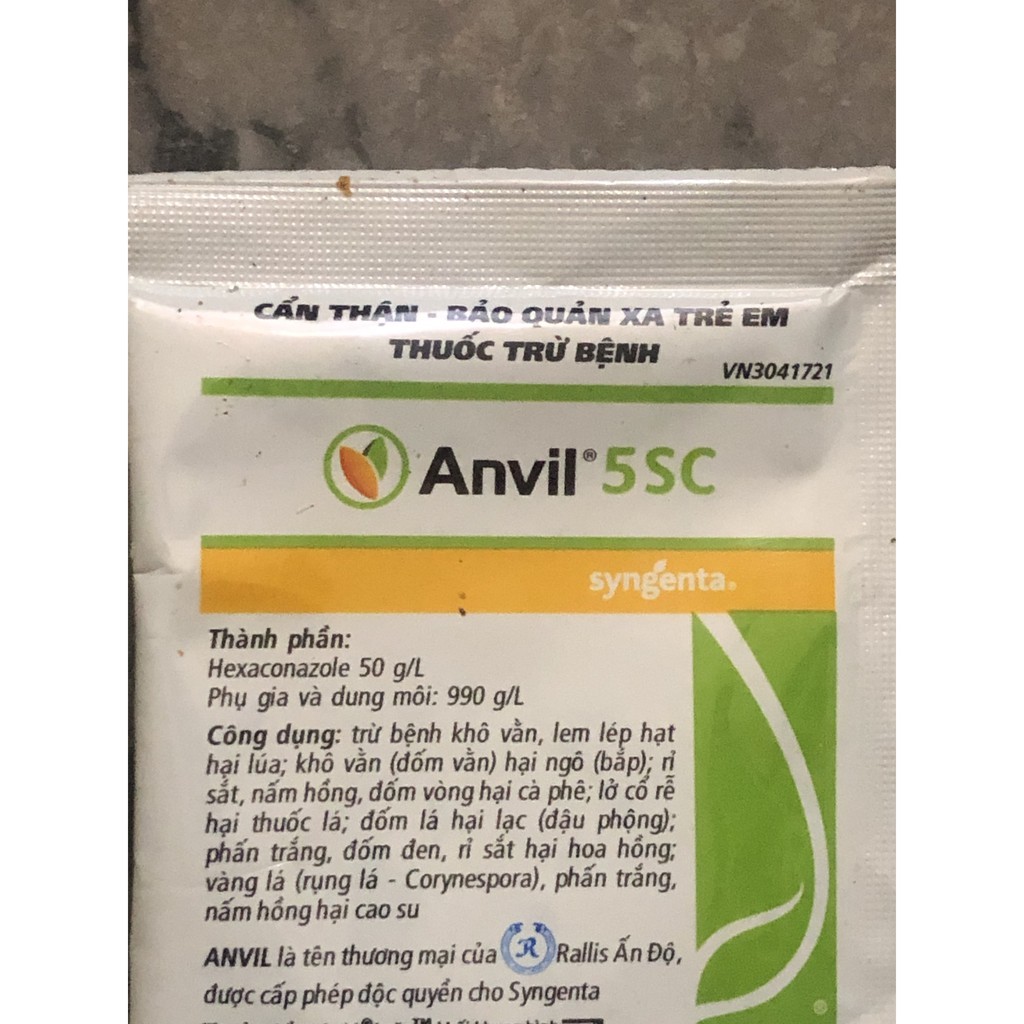 CẨN THẬN - BẢO QUẢN XA TRẺ EM
THUỐC TRỪ BỆNH
VN3041721
Anvil® 5SC
syngenta®
Thành phần:
Hexaconazole 50 g/L
Phụ gia và dung môi: 990 g/L
Công dụng: trừ bệnh khô vằn, lem lép hạt
hại lúa; khô vằn (đốm vằn) hại ngô (bắp); rỉ
sắt, nấm hồng, đốm vòng hại cà phê; lở cổ rễ
hại thuốc lá; đốm lá hại lạc (đậu phộng);
phấn trắng, đốm đen, rỉ sắt hại hoa hồng;
vàng lá (rụng lá - Corynespora), phấn trắng,
nấm hồng hại cao su
ANVIL là tên thương mại của R Rallis Ấn Độ,
được cấp phép độc quyền cho Syngenta